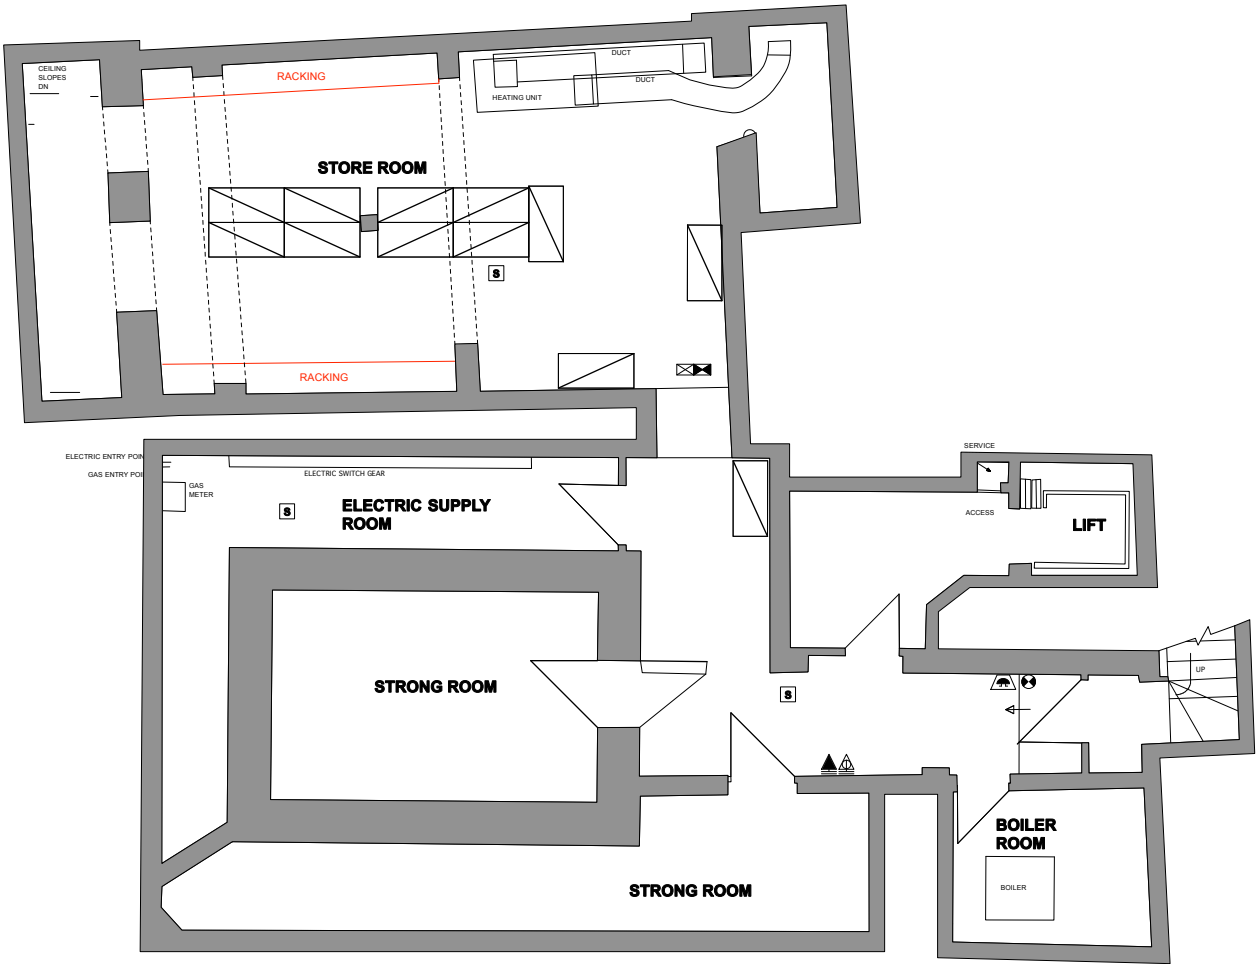 CEILING
SLOPES
DN
RACKING
DUCT
DUCT
HEATING UNIT
STORE ROOM
S
RACKING
ELECTRIC ENTRY POIN
GAS ENTRY POI
GAS
METER
ELECTRIC SWITCH GEAR
S
ELECTRIC SUPPLY
ROOM
SERVICE
ACCESS
LIFT
UP
STRONG ROOM
S
BOILER
ROOM
BOILER
STRONG ROOM